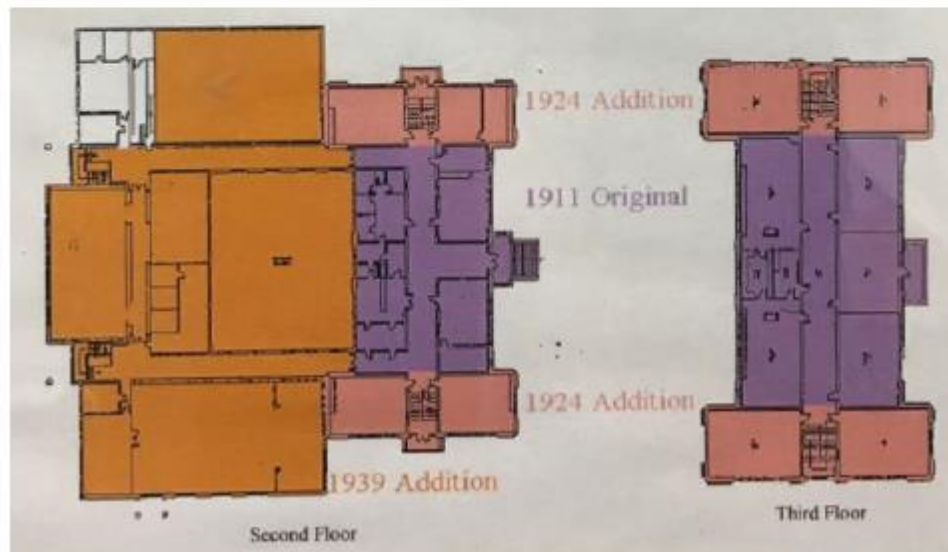 1924 Addition
1911 Original
1924 Addition
1939 Addition
Second Floor
Third Floor